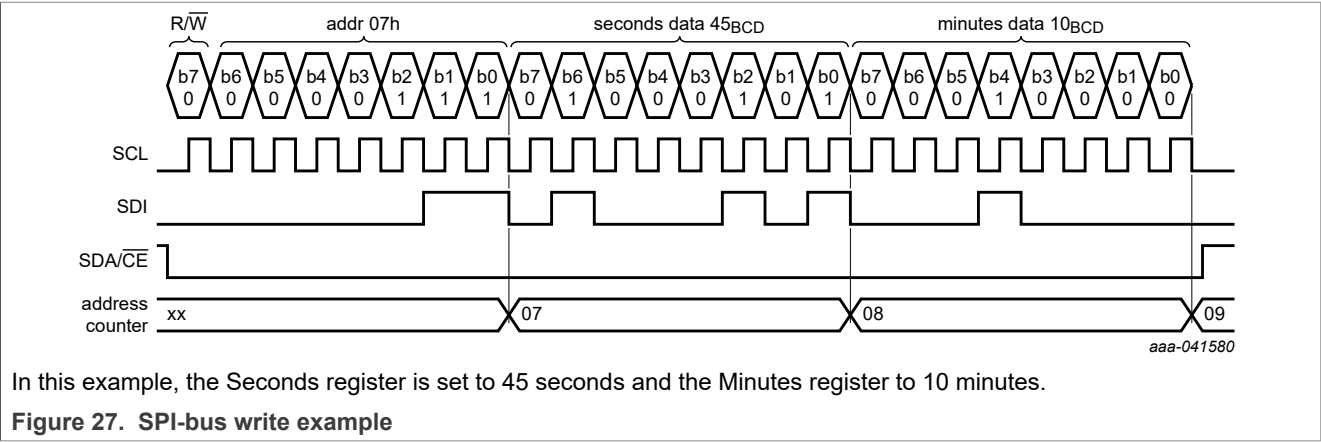 R/W addr 07h seconds data 45BCD minutes data 10BCD
b7 b6 b5 b4 b3 b2 b1 b0 b7 b6 b5 b4 b3 b2 b1 b0 b7 b6 b5 b4 b3 b2 b1 b0
0 0 0 0 0 1 1 1 0 1 0 0 0 1 0 1 0 0 0 1 0 0 0 0
SCL
SDI
SDA/CE
address
counter
xx 07 08 09
aaa-041580
In this example, the Seconds register is set to 45 seconds and the Minutes register to 10 minutes.
Figure 27. SPI-bus write example